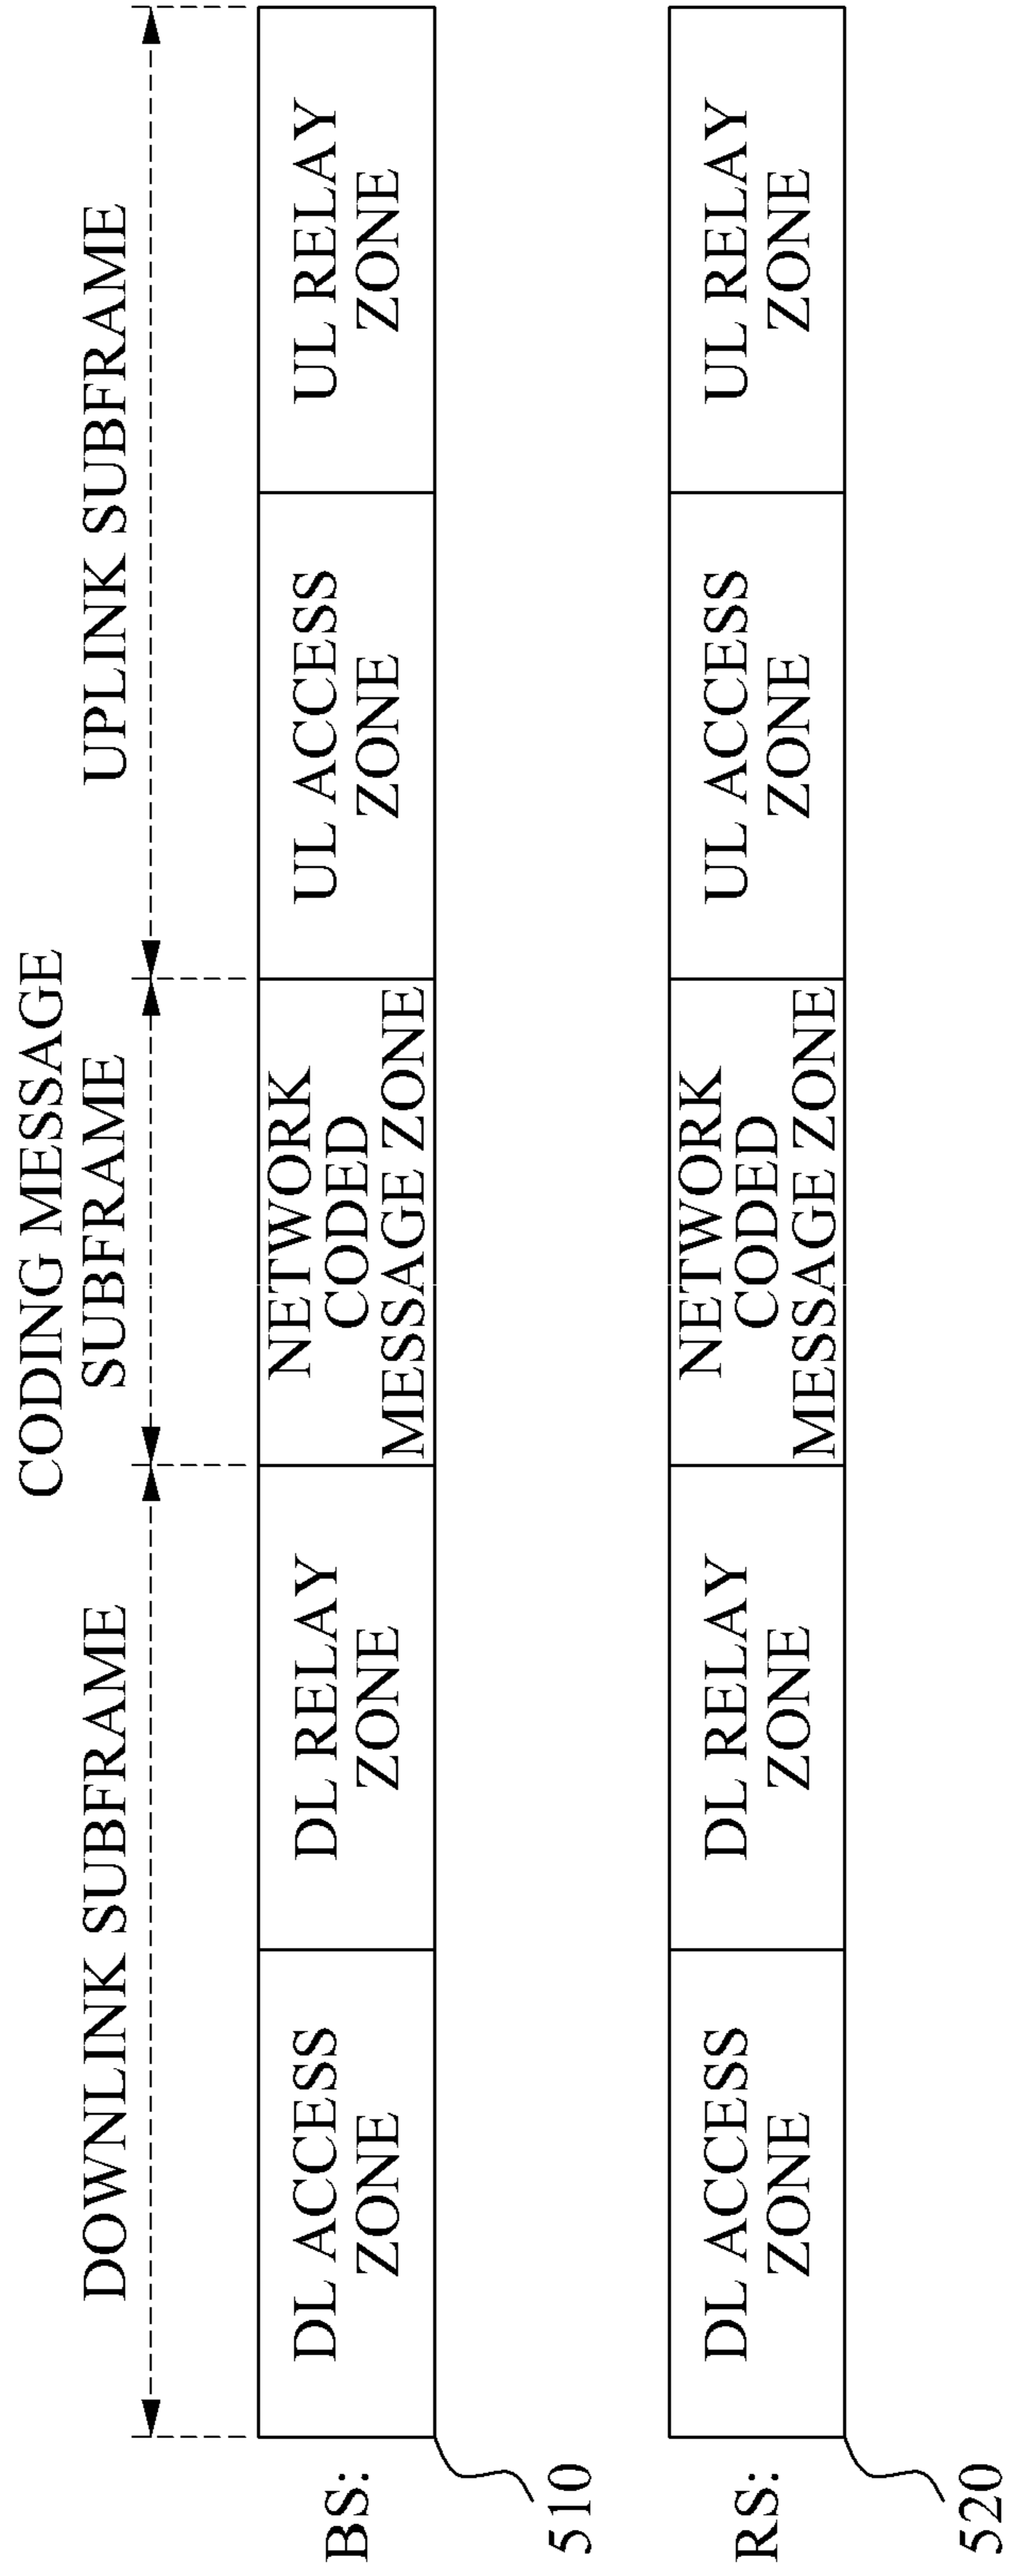 DOWNLINK SUBFRAME
CODING MESSAGE
SUBFRAME
UPLINK SUBFRAME
BS:
DL ACCESS
ZONE
DL RELAY
ZONE
NETWORK
CODED
MESSAGE ZONE
UL ACCESS
ZONE
UL RELAY
ZONE
510
RS:
DL ACCESS
ZONE
DL RELAY
ZONE
NETWORK
CODED
MESSAGE ZONE
UL ACCESS
ZONE
UL RELAY
ZONE
520